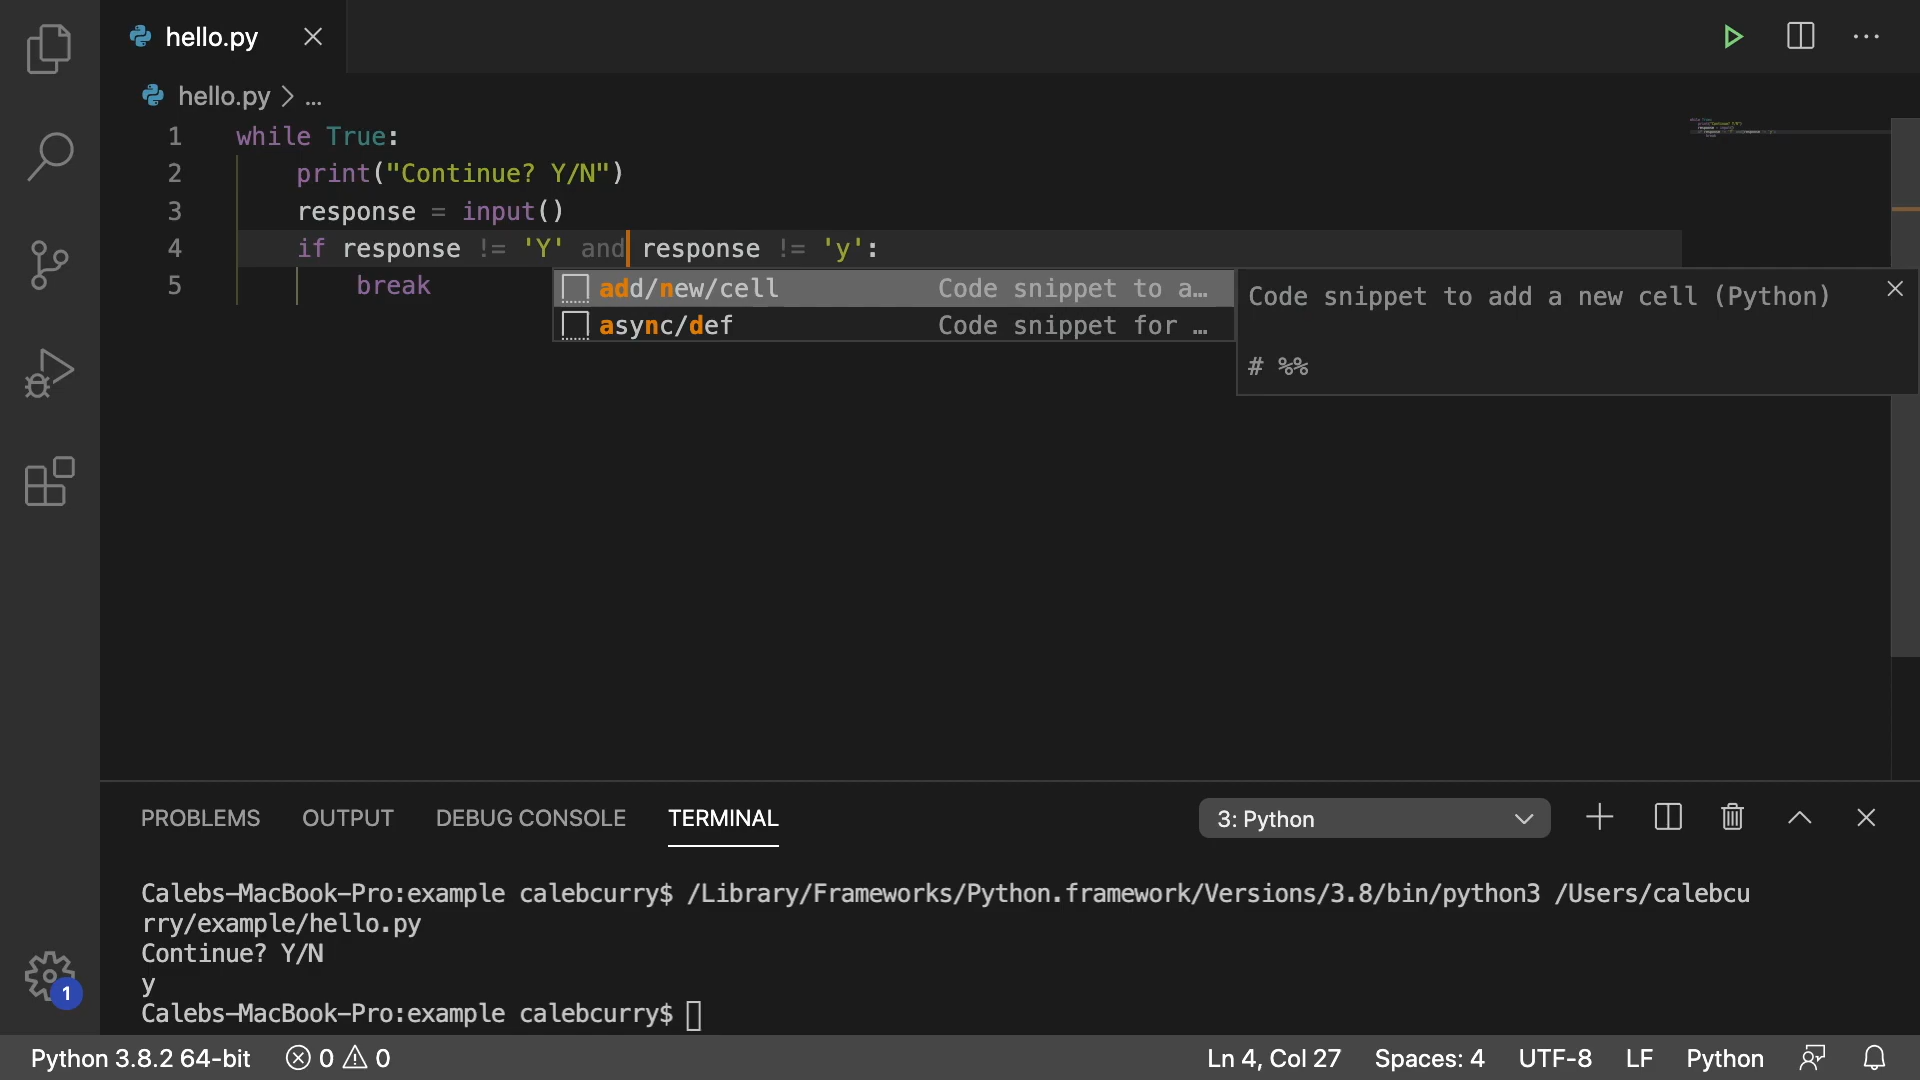 hello.py
hello.py > ...
1 while True:
2 print("Continue? Y/N")
3 response = input()
4 if response != 'Y' and response != 'y':
5 break
add/new/cell Code snippet to a…
async/def Code snippet for …
Code snippet to add a new cell (Python)
# %%
PROBLEMS OUTPUT DEBUG CONSOLE TERMINAL 3: Python
Calebs-MacBook-Pro:example calebcurry$ /Library/Frameworks/Python.framework/Versions/3.8/bin/python3 /Users/calebcu
rry/example/hello.py
Continue? Y/N
y
Calebs-MacBook-Pro:example calebcurry$
1
Python 3.8.2 64-bit 0 0 Ln 4, Col 27 Spaces: 4 UTF-8 LF Python